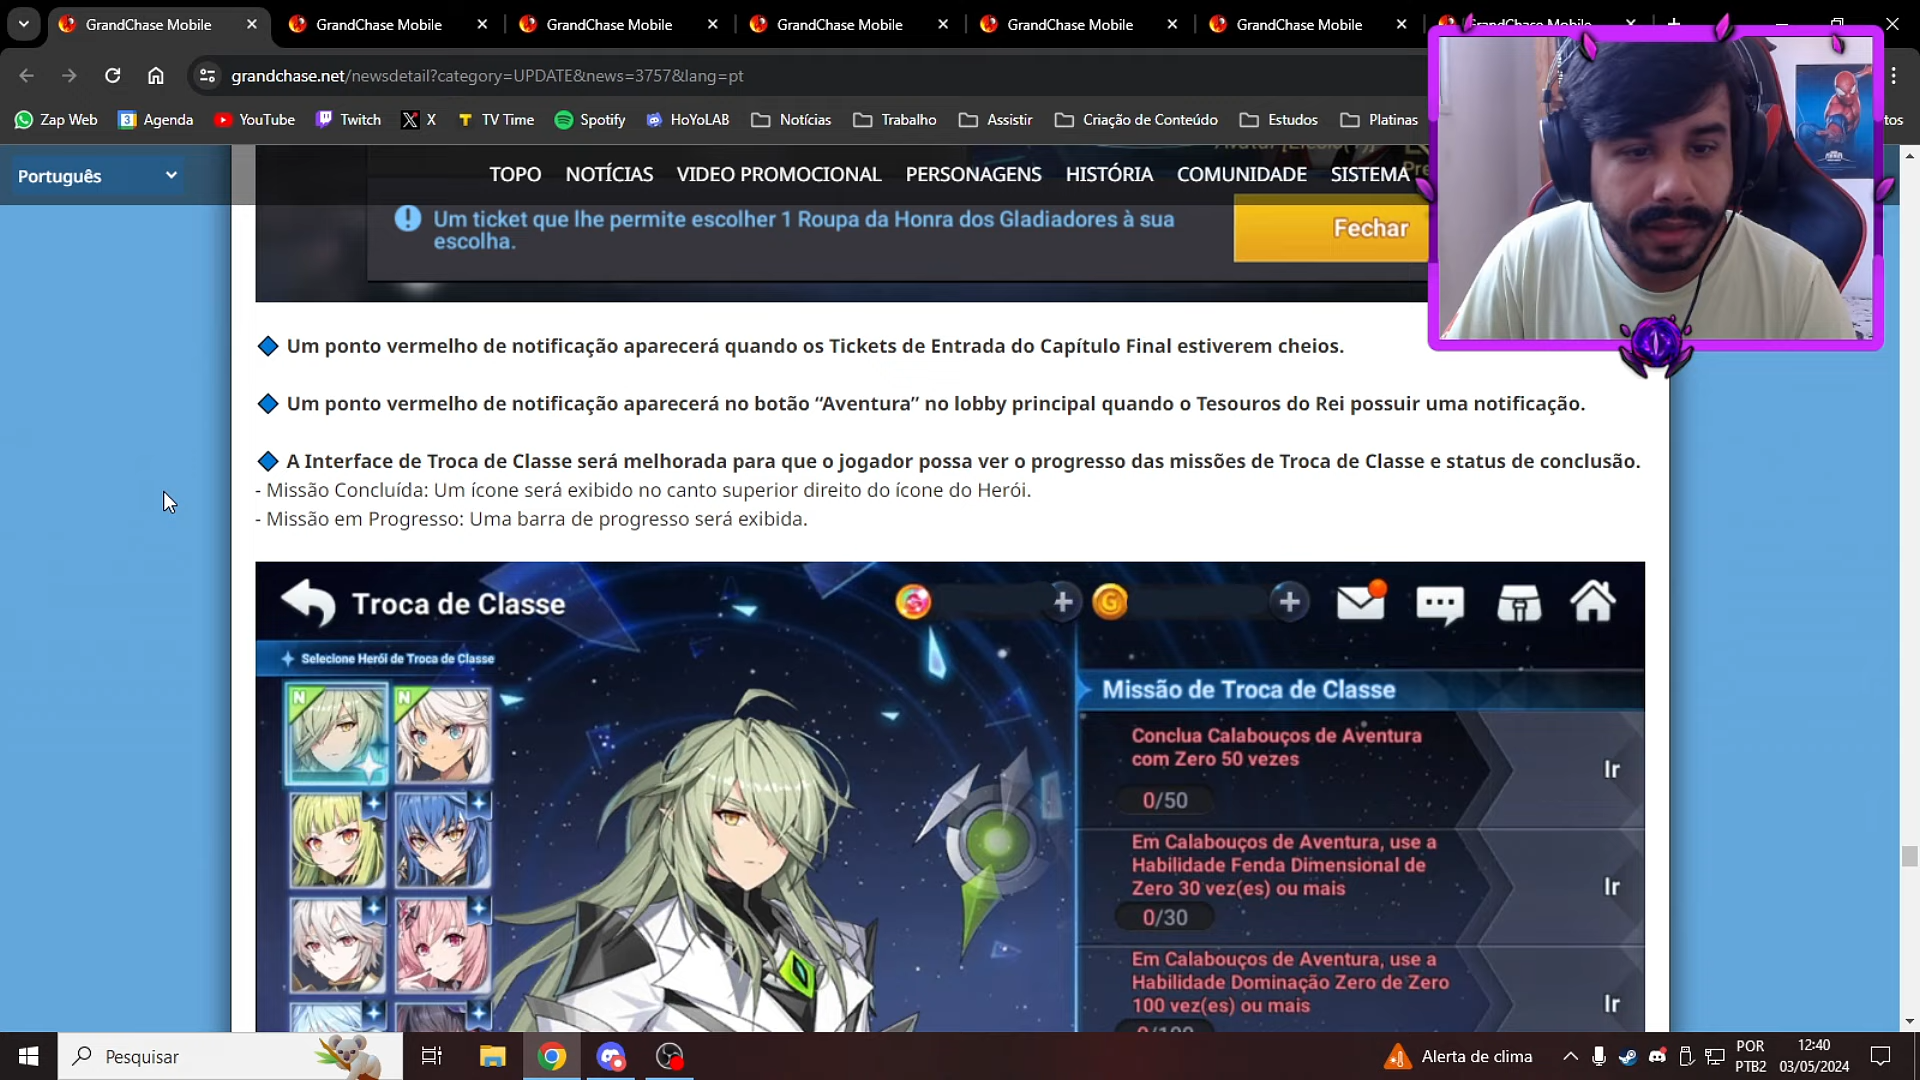 GrandChase Mobile
GrandChase Mobile
GrandChase Mobile
GrandChase Mobile
GrandChase Mobile
GrandChase Mobile
GrandChase Mobile
grandchase.net/newsdetail?category=UPDATE&news=3757&lang=pt
Zap Web
Agenda
YouTube
Twitch
X
TV Time
Spotify
HoYoLAB
Notícias
Trabalho
Assistir
Criação de Conteúdo
Estudos
Platinas
Português
TOPO
NOTÍCIAS
VIDEO PROMOCIONAL
PERSONAGENS
HISTÓRIA
COMUNIDADE
SISTEMA
Um ticket que lhe permite escolher 1 Roupa da Honra dos Gladiadores à sua
escolha.
Fechar
Um ponto vermelho de notificação aparecerá quando os Tickets de Entrada do Capítulo Final estiverem cheios.
Um ponto vermelho de notificação aparecerá no botão “Aventura” no lobby principal quando o Tesouros do Rei possuir uma notificação.
A Interface de Troca de Classe será melhorada para que o jogador possa ver o progresso das missões de Troca de Classe e status de conclusão.
- Missão Concluída: Um ícone será exibido no canto superior direito do ícone do Herói.
- Missão em Progresso: Uma barra de progresso será exibida.
Troca de Classe
Selecione Herói de Troca de Classe
N
N
Missão de Troca de Classe
Conclua Calabouços de Aventura
com Zero 50 vezes
0/50
Ir
Em Calabouços de Aventura, use a
Habilidade Fenda Dimensional de
Zero 30 vez(es) ou mais
0/30
Ir
Em Calabouços de Aventura, use a
Habilidade Dominação Zero de Zero
100 vez(es) ou mais
0/100
Ir
Pesquisar
Alerta de clima
POR
PTB2
12:40
03/05/2024